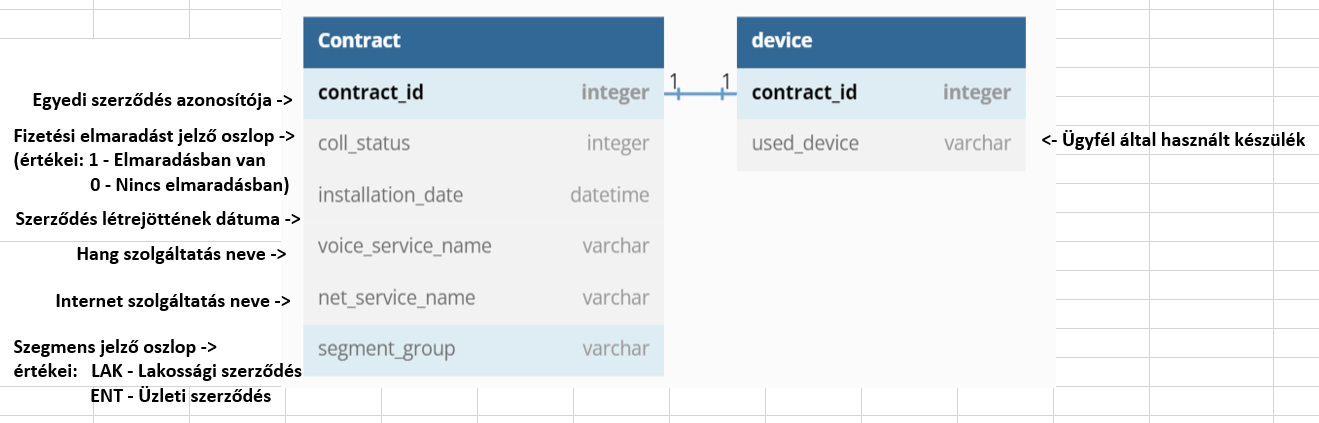 Contract
device
Egyedi szerződés azonosítója ->
contract_id integer
1 1
contract_id integer
Fizetési elmaradást jelző oszlop ->
(értékei: 1 - Elmaradásban van
0 - Nincs elmaradásban)
coll_status integer
used_device varchar
<- Ügyfél által használt készülék
installation_date datetime
Szerződés létrejöttének dátuma ->
voice_service_name varchar
Hang szolgáltatás neve ->
net_service_name varchar
Internet szolgáltatás neve ->
segment_group varchar
Szegmens jelző oszlop ->
értékei: LAK - Lakossági szerződés
ENT - Üzleti szerződés